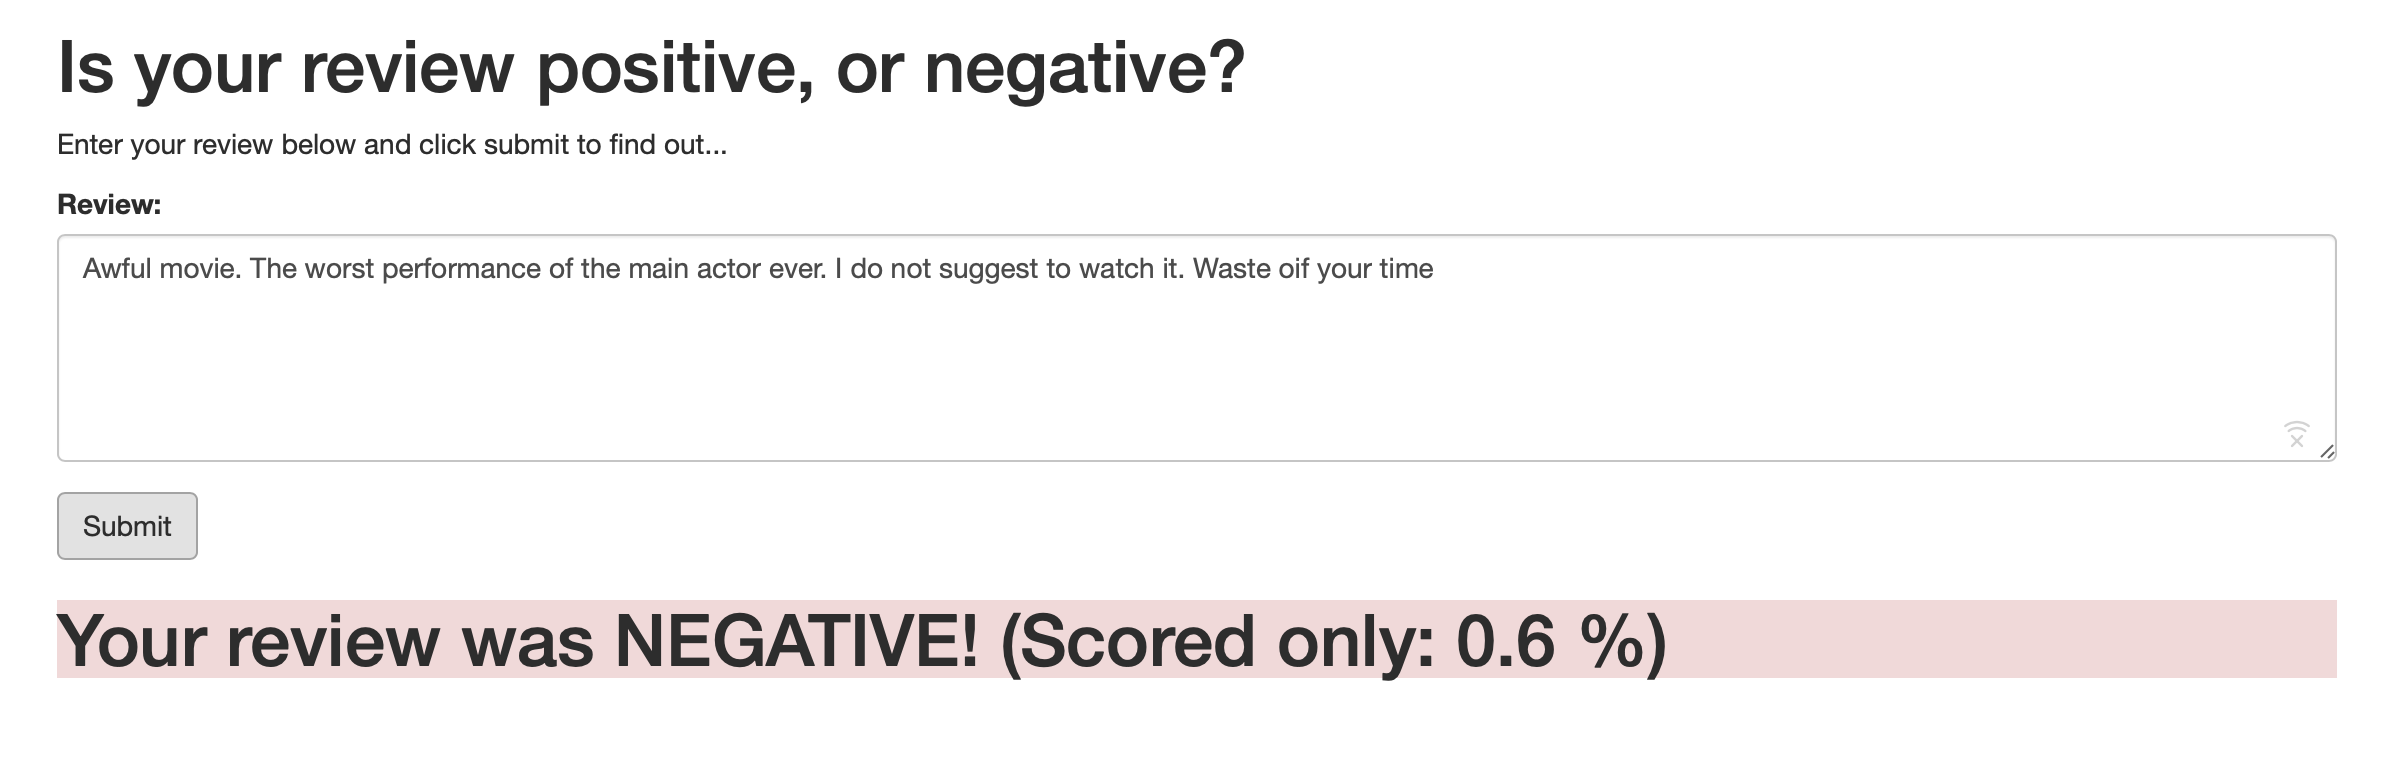 Is your review positive, or negative?
Enter your review below and click submit to find out...
Review:
Awful movie. The worst performance of the main actor ever. I do not suggest to watch it. Waste oif your time
Submit
Your review was NEGATIVE! (Scored only: 0.6 %)